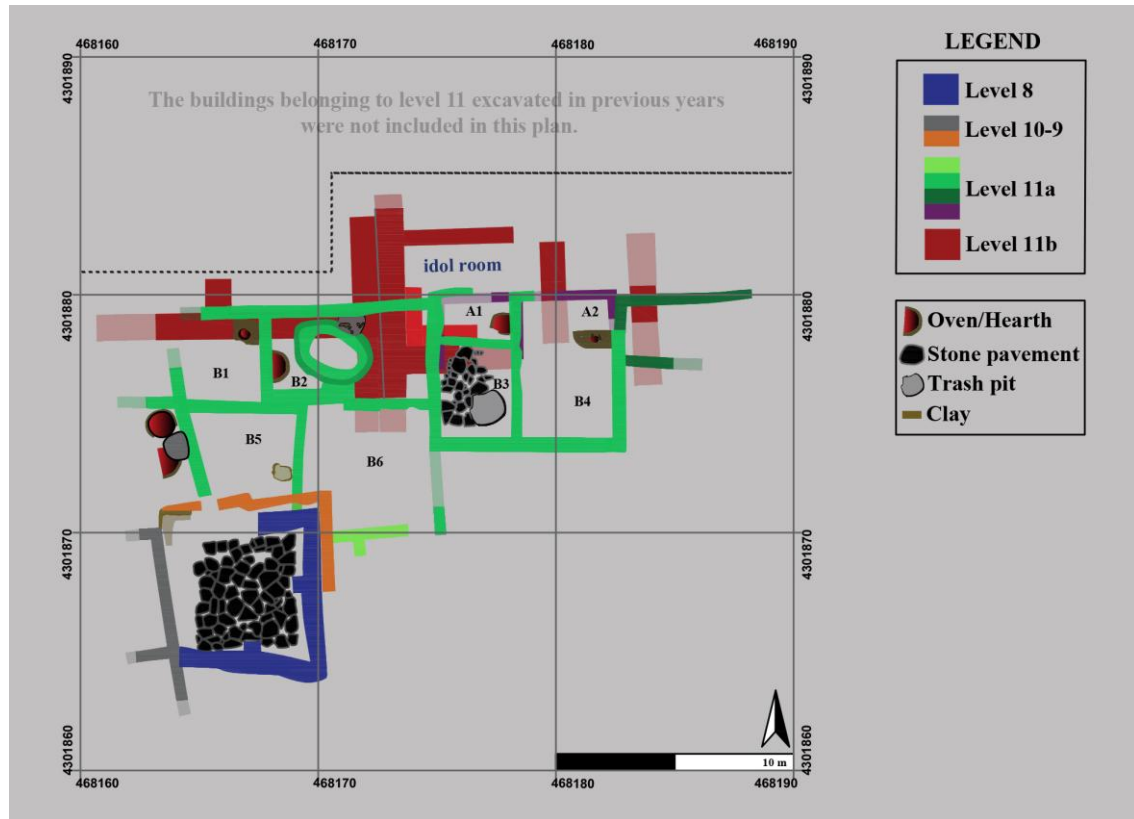 468160 468170 468180 468190
LEGEND
4301890 4301890
The buildings belonging to level 11 excavated in previous years
were not included in this plan.
Level 8
Level 10-9
Level 11a
Level 11b
idol room
4301880 4301880
A1 A2
Oven/Hearth
Stone pavement
Trash pit
Clay
B1 B2 B3 B4
B5 B6
4301870 4301870
4301860 4301860
10 m
468160 468170 468180 468190